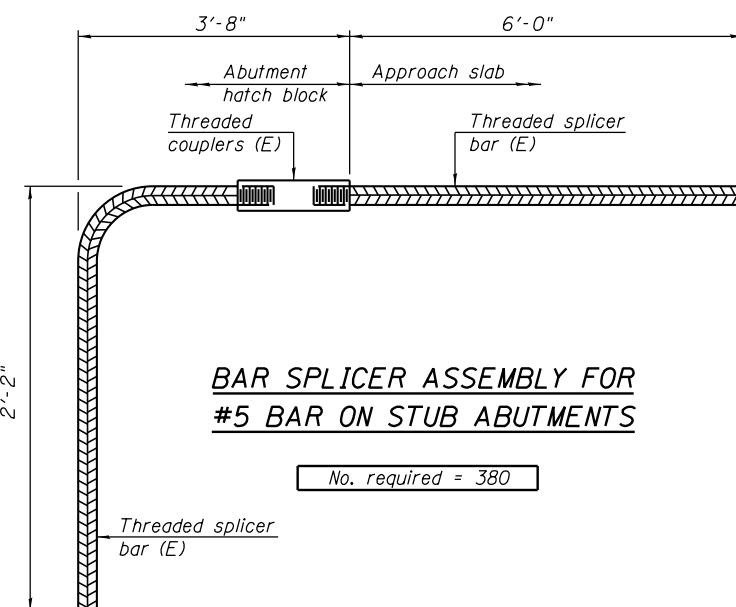 3'-8"
6'-0"
Abutment
hatch block
Approach slab
Threaded
couplers (E)
Threaded splicer
bar (E)
2'-2"
BAR SPLICER ASSEMBLY FOR
#5 BAR ON STUB ABUTMENTS
No. required = 380
Threaded splicer
bar (E)